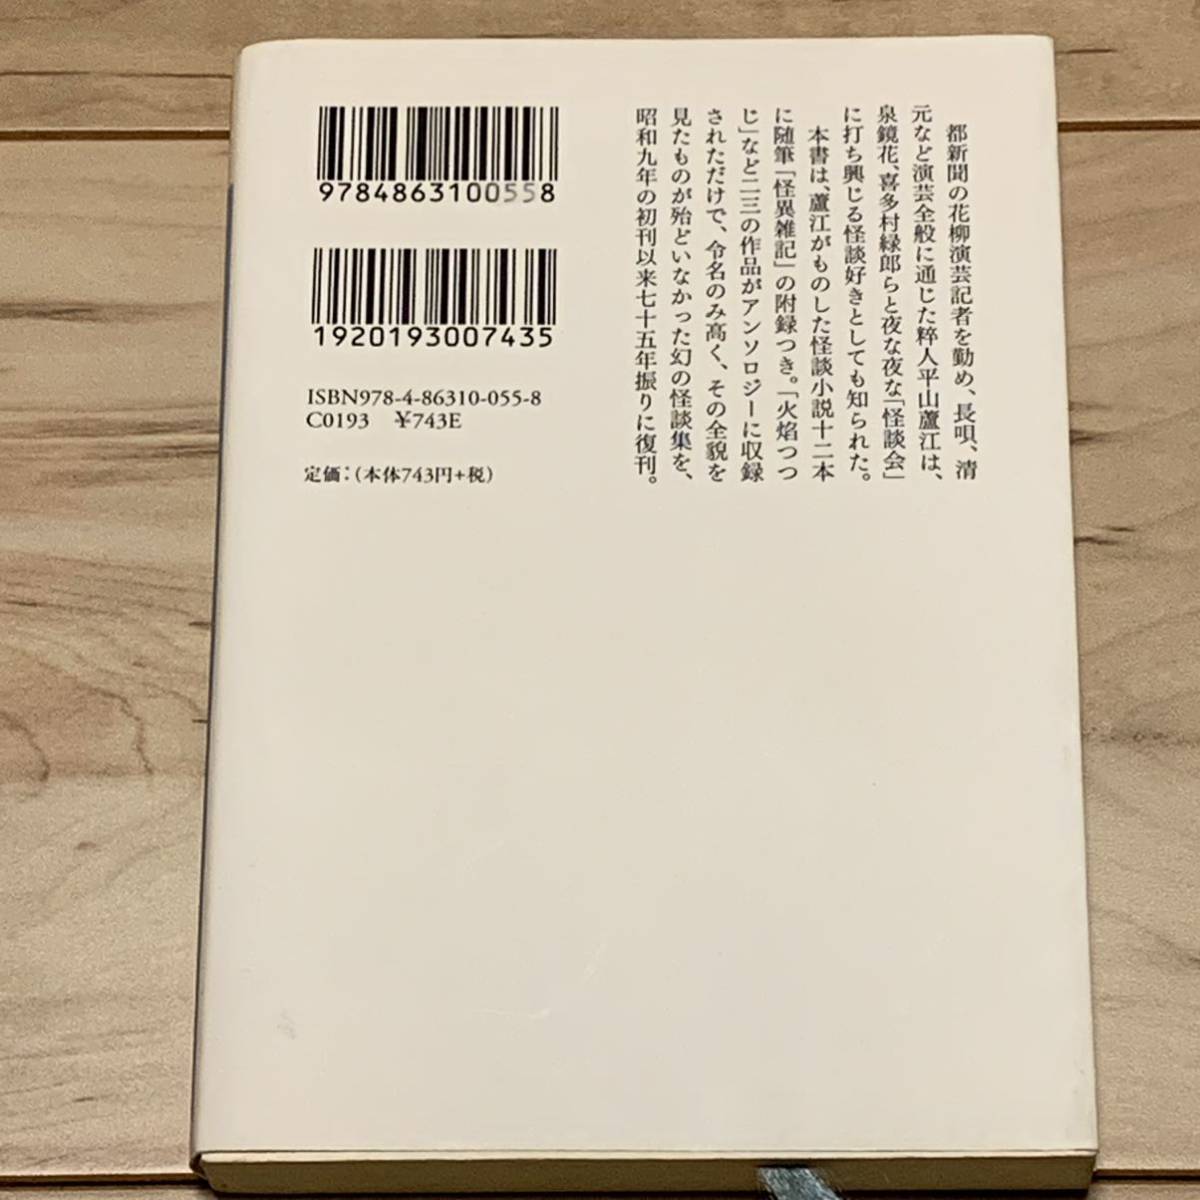 都新聞の花柳演芸記者を勤め、長唄、清
元など演芸全般に通じた粋人平山蘆江は、
泉鏡花、喜多村緑郎らと夜な夜な「怪談会」
に打ち興じる怪談好きとしても知られた。
本書は、蘆江がものした怪談小説十二本
に随筆「怪異雑記」の附録つき。「火焰つつ
じ」など二三の作品がアンソロジーに収録
されただけで、令名のみ高く、その全貌を
見たものが殆どいなかった幻の怪談集を、
昭和九年の初刊以来七十五年振りに復刊。
9784863100558
1920193007435
ISBN978-4-86310-055-8
C0193 ¥743E
定価：（本体743円+税）